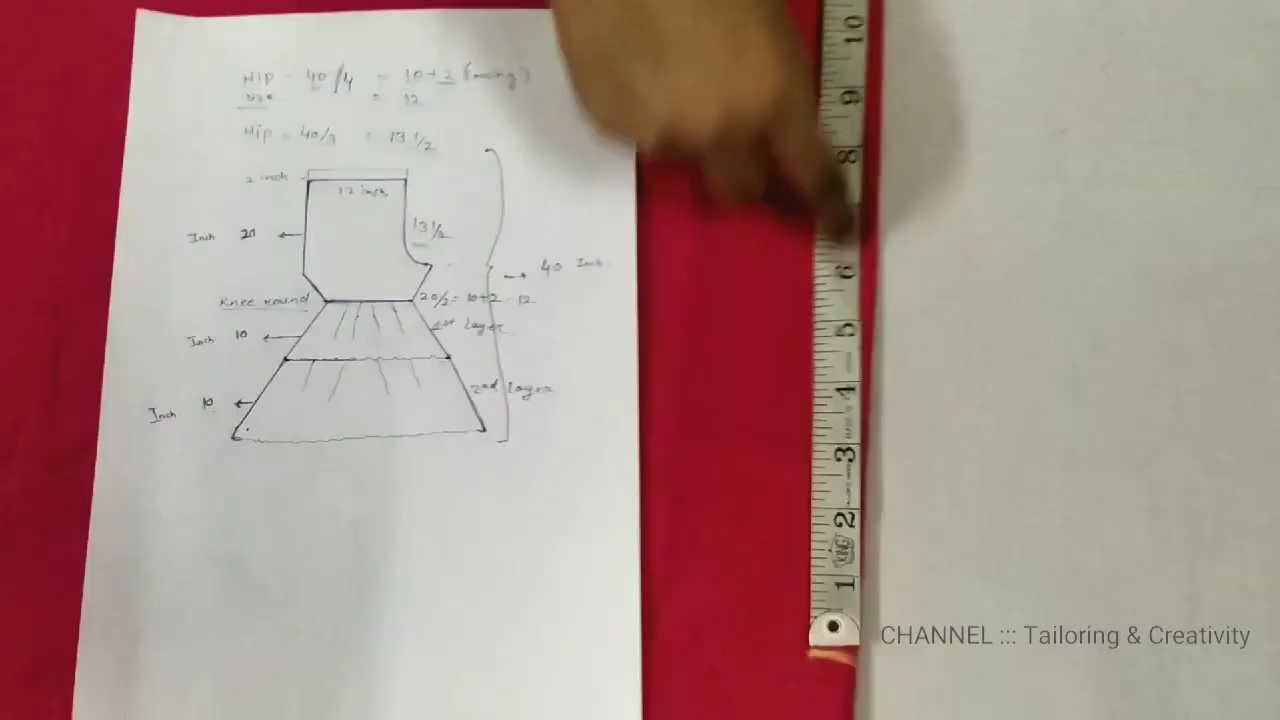 HIP - 40/4 = 10+2 (losing)
= 12
Hip = 40/3 = 13 1/2
2 inch
12 inch
Inch 20
13 1/2
40 Inch
Knee round
20/2 = 10+2 = 12
Inch 10
1st layer
2nd layer
Inch 10
10
9
8
6
5
4
3
2
KING
1
CHANNEL ::: Tailoring & Creativity